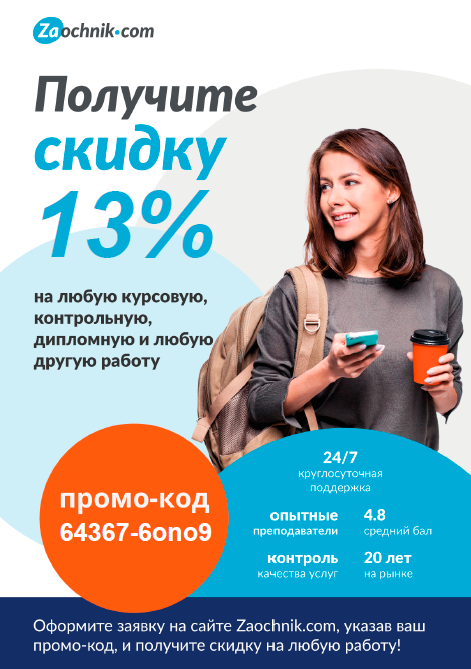 Zaochnik•com
Получите
скидку
13%
на любую курсовую,
контрольную,
дипломную и любую
другую работу
промо-код
64367-6ono9
24/7
круглосуточная
поддержка
опытные
преподаватели
4.8
средний бал
контроль
качества услуг
20 лет
на рынке
Оформите заявку на сайте Zaochnik.com, указав ваш
промо-код, и получите скидку на любую работу!